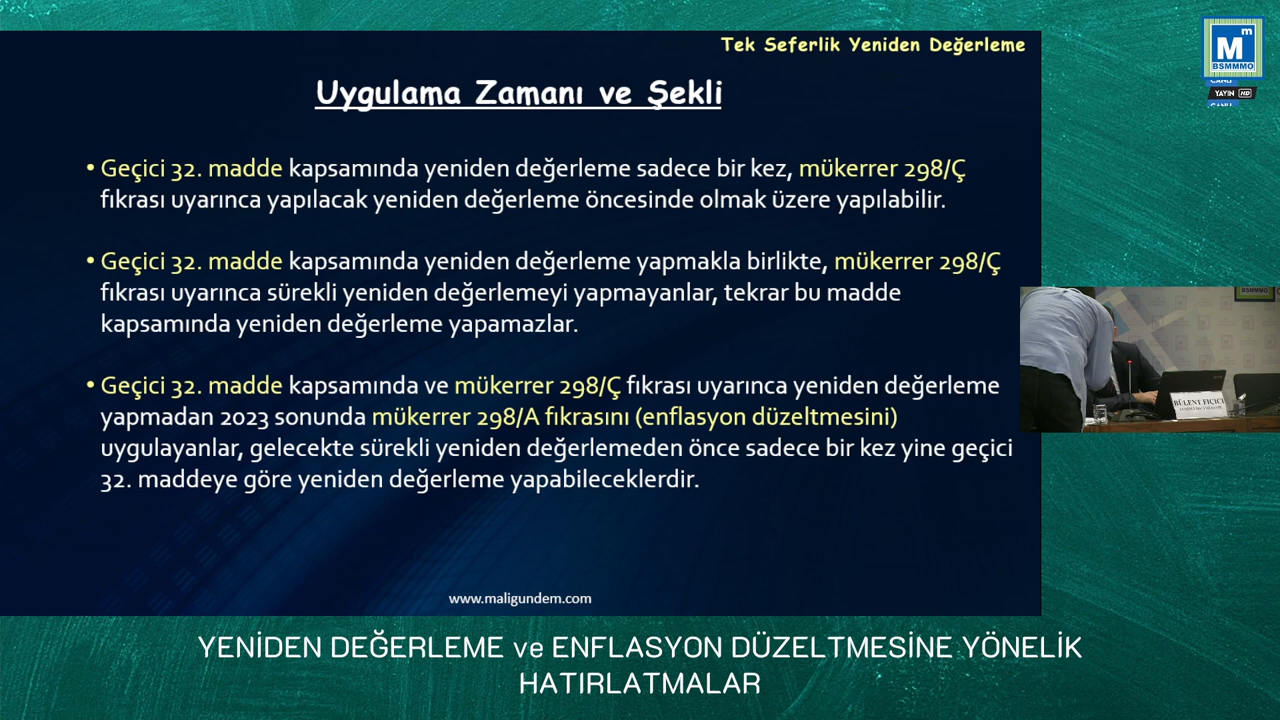 Tek Seferlik Yeniden Değerleme
Mm
BSMMMO
CANLI
YAYIN HD
CANLI
Uygulama Zamanı ve Şekli
• Geçici 32. madde kapsamında yeniden değerleme sadece bir kez, mükerrer 298/Ç
fıkrası uyarınca yapılacak yeniden değerleme öncesinde olmak üzere yapılabilir.
• Geçici 32. madde kapsamında yeniden değerleme yapmakla birlikte, mükerrer 298/Ç
fıkrası uyarınca sürekli yeniden değerlemeyi yapmayanlar, tekrar bu madde
kapsamında yeniden değerleme yapamazlar.
• Geçici 32. madde kapsamında ve mükerrer 298/Ç fıkrası uyarınca yeniden değerleme
yapmadan 2023 sonunda mükerrer 298/A fıkrasını (enflasyon düzeltmesini)
uygulayanlar, gelecekte sürekli yeniden değerlemeden önce sadece bir kez yine geçici
32. maddeye göre yeniden değerleme yapabileceklerdir.
BSMMMO
BÜLENT FIÇICI
www.maligundem.com
YENİDEN DEĞERLEME ve ENFLASYON DÜZELTMESİNE YÖNELİK
HATIRLATMALAR